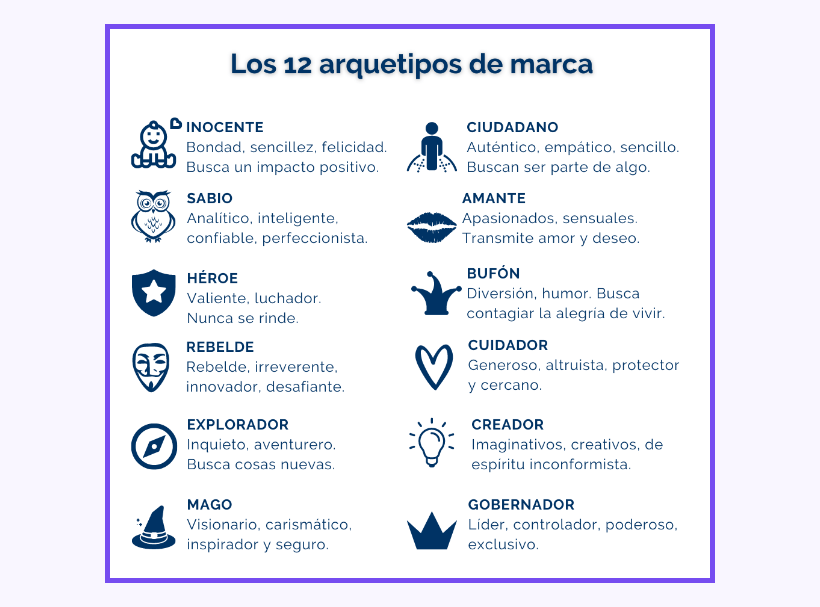 Los 12 arquetipos de marca
INOCENTE
Bondad, sencillez, felicidad.
Busca un impacto positivo.
SABIO
Analítico, inteligente,
confiable, perfeccionista.
HÉROE
Valiente, luchador.
Nunca se rinde.
REBELDE
Rebelde, irreverente,
innovador, desafiante.
EXPLORADOR
Inquieto, aventurero.
Busca cosas nuevas.
MAGO
Visionario, carismático,
inspirador y seguro.
CIUDADANO
Auténtico, empático, sencillo.
Buscan ser parte de algo.
AMANTE
Apasionados, sensuales.
Transmite amor y deseo.
BUFÓN
Diversión, humor. Busca
contagiar la alegría de vivir.
CUIDADOR
Generoso, altruista, protector
y cercano.
CREADOR
Imaginativos, creativos, de
espíritu inconformista.
GOBERNADOR
Líder, controlador, poderoso,
exclusivo.